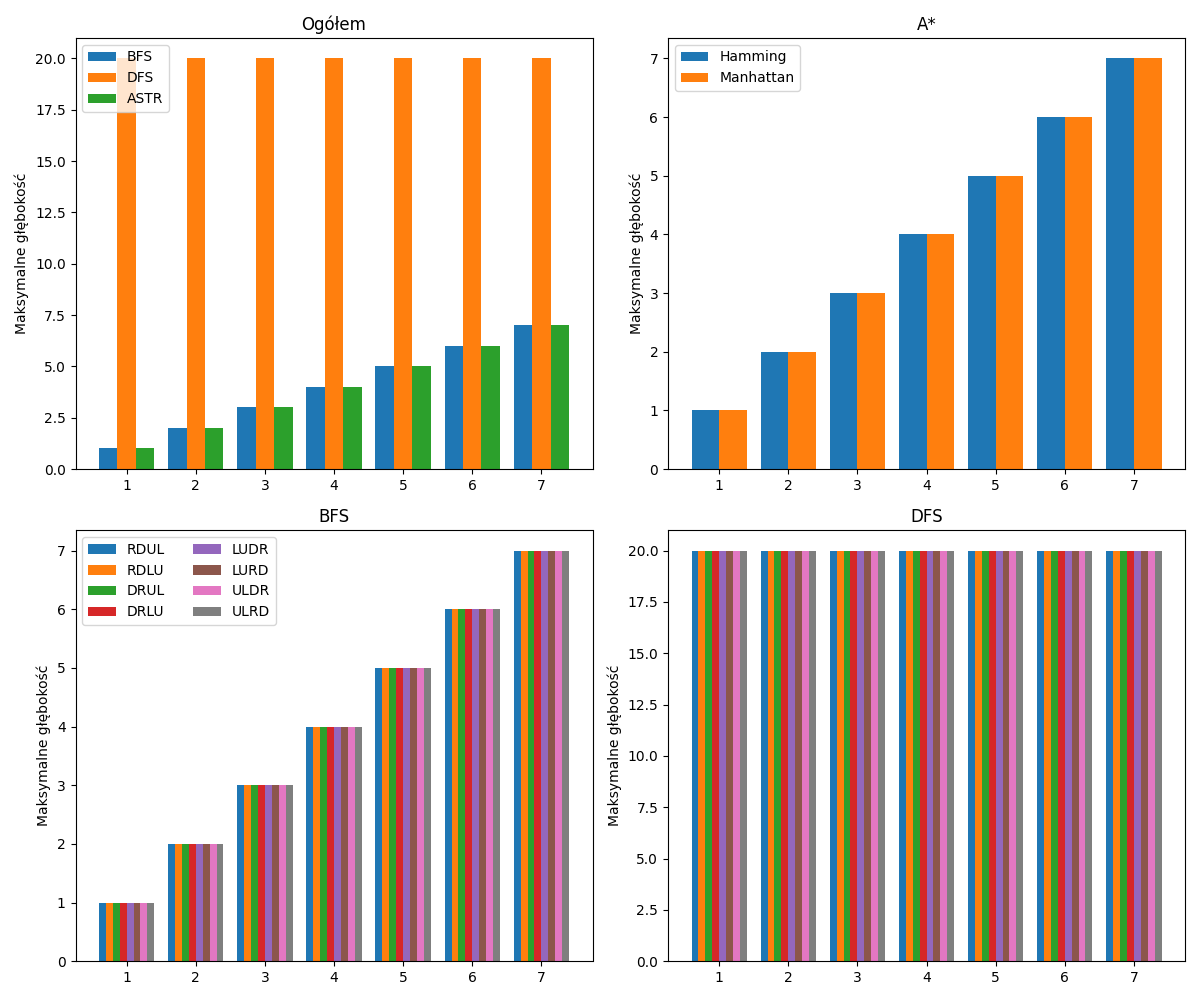 Ogółem
BFS
DFS
ASTR
Maksymalne głębokość
20.0
17.5
15.0
12.5
10.0
7.5
5.0
2.5
0.0
1 2 3 4 5 6 7
A*
Hamming
Manhattan
Maksymalne głębokość
7
6
5
4
3
2
1
0
1 2 3 4 5 6 7
BFS
RDUL LUDR
RDLU LURD
DRUL ULDR
DRLU ULRD
Maksymalne głębokość
7
6
5
4
3
2
1
0
1 2 3 4 5 6 7
DFS
Maksymalne głębokość
20.0
17.5
15.0
12.5
10.0
7.5
5.0
2.5
0.0
1 2 3 4 5 6 7